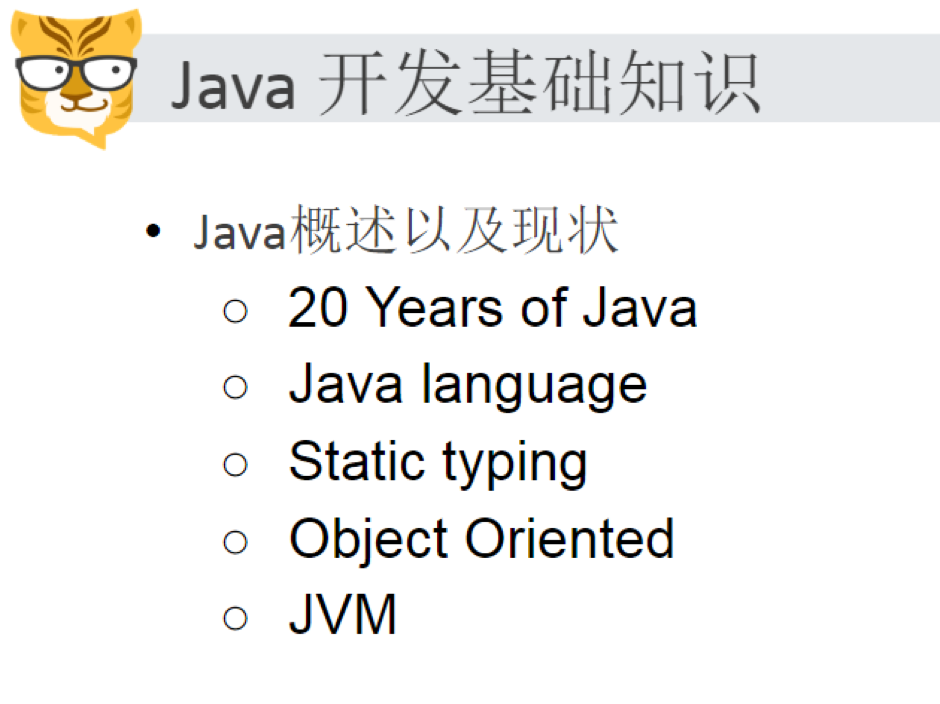 Java 开发基础知识
• Java概述以及现状
○ 20 Years of Java
○ Java language
○ Static typing
○ Object Oriented
○ JVM